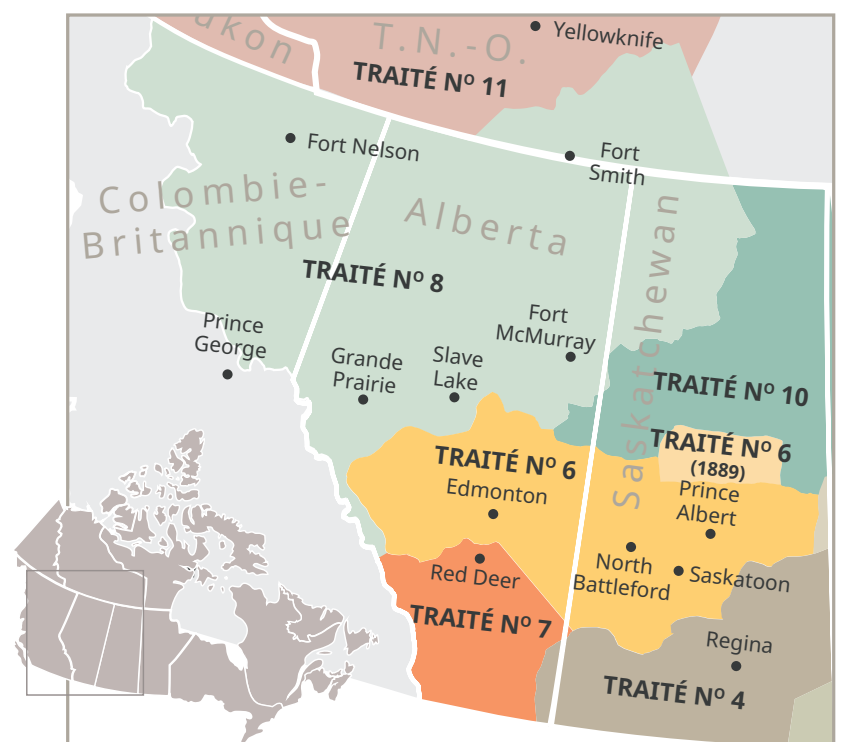 ukon
T.N.-O.
Yellowknife
TRAITÉ Nº 11
Fort Nelson
Fort
Smith
Colombie-
Britannique
Alberta
Saskatchewan
TRAITÉ Nº 8
Prince
George
Fort
McMurray
Grande
Prairie
Slave
Lake
TRAITÉ Nº 10
TRAITÉ Nº 6
(1889)
TRAITÉ Nº 6
Edmonton
Prince
Albert
Red Deer
North
Battleford
Saskatoon
TRAITÉ Nº 7
Regina
TRAITÉ Nº 4